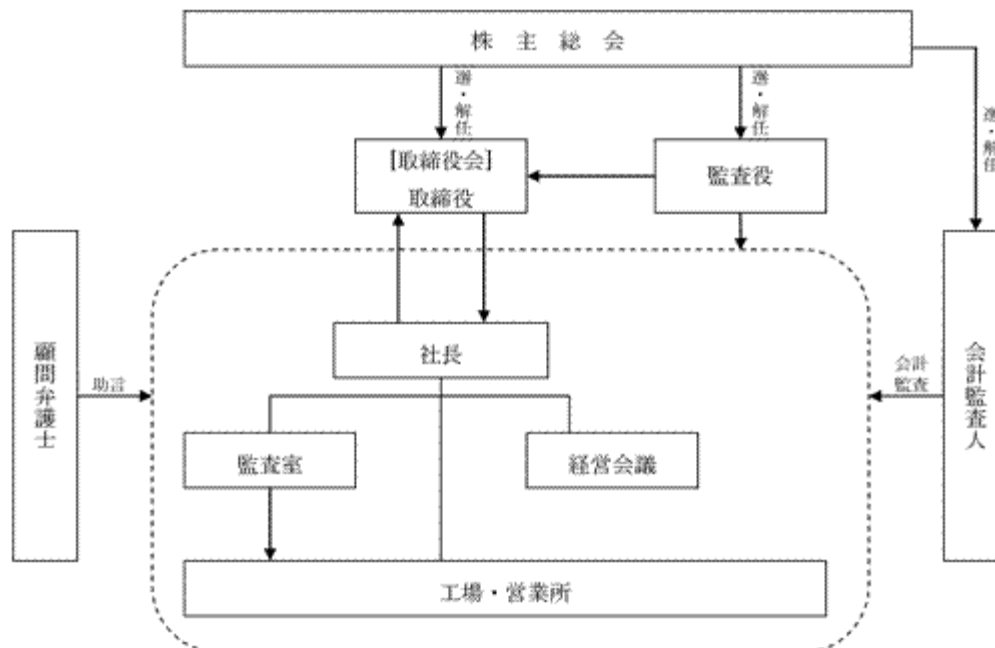 株主総会
選・解任
選・解任
選・解任
[取締役会]
取締役
監査役
顧問弁護士
助言
社長
会計
監査
会計監査人
監査室
経営会議
工場・営業所